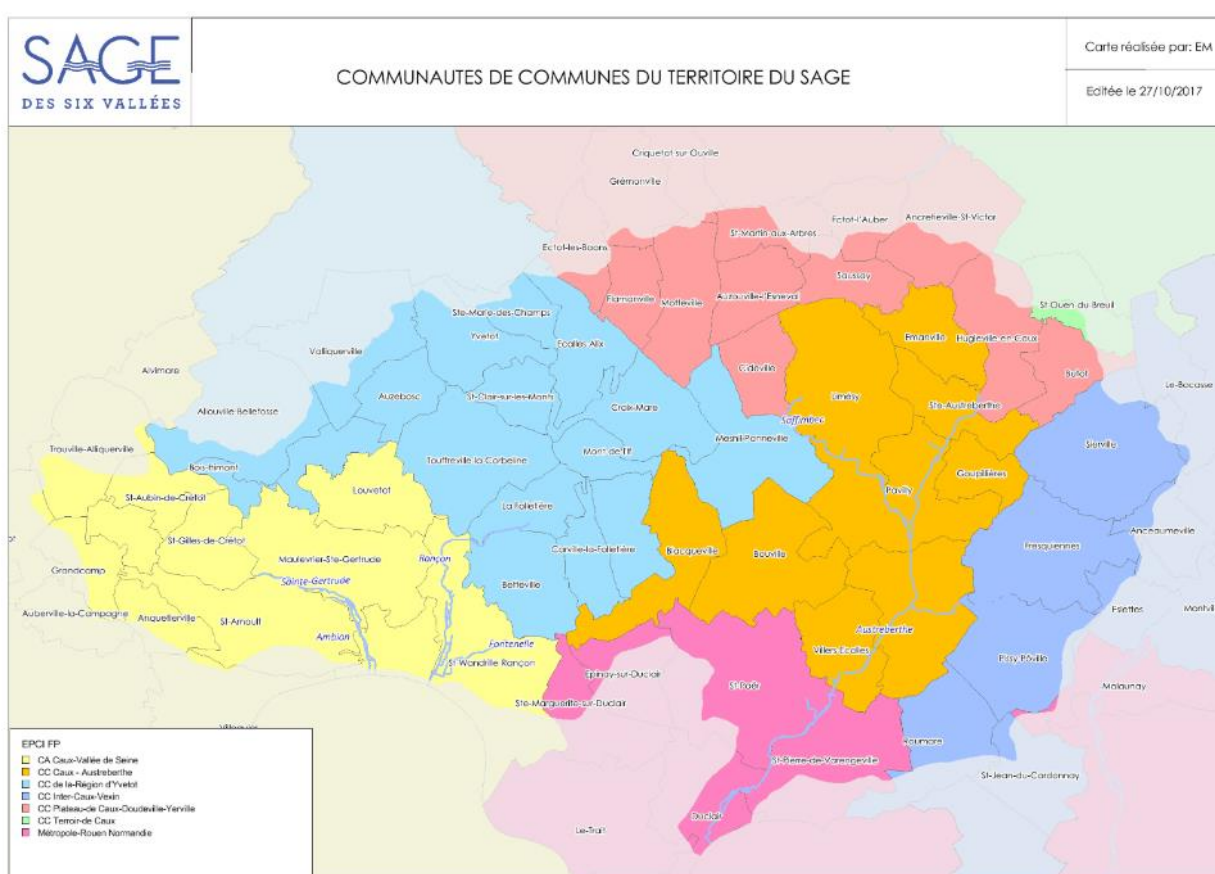 SAGE
DES SIX VALLÉES
COMMUNAUTES DE COMMUNES DU TERRITOIRE DU SAGE
Carte réalisée par: EM
Editée le 27/10/2017
Criquetot sur Ouville
Grémonville
Ectot-l'Auber
Ancretieville-St-Victor
St-Martin-aux-Arbres
Ectot-les-Baons
Saussay
Flamanville
Motteville
Auzouville-l'Esneval
St Ouen du Breuil
Ste-Marie-des-Champs
Yvetot
Ecalles Alix
Emanville
Hugleville-en-Caux
Valliquerville
Cideville
Butot
Alvimare
Le-Bocasse
Auzebosc
St-Clair-sur-les-Monts
Limésy
Allouville-Bellefosse
Croix-Mare
Ste-Austreberthe
Saffimbec
Mesnil-Panneville
Sierville
Trouville-Alliquerville
Mont de l'If
Bois-Himont
Touffreville la Corbeline
Goupillières
Louvetot
Pavilly
St-Aubin-de-Crétot
La Folletière
Anceaumeville
St-Gilles-de-Crétot
Blacqueville
Bouville
Fresquiennes
Carville-la-Folletière
Maulevrier-Ste-Gertrude
Rançon
Grandcamp
Sainte-Gertrude
Betteville
Auberville-la-Campagne
Anquetierville
St-Arnoult
Eslettes
Montvil
Ambion
Fontenelle
Austreberthe
Villers Ecalles
St Wandrille Rançon
Pissy-Pôville
Epinay-sur-Duclair
St-Paër
Malaunay
Ste-Marguerite-sur-Duclair
Villequier
Roumare
St-Pierre-de-Varengeville
St-Jean-du-Cardonnay
Duclair
Le-Trait
EPCI FP
CA Caux-Vallée de Seine
CC Caux - Austreberthe
CC de la-Région d'Yvetot
CC Inter-Caux-Vexin
CC Plateau-de Caux-Doudeville-Yerville
CC Terroir-de Caux
Métropole-Rouen Normandie